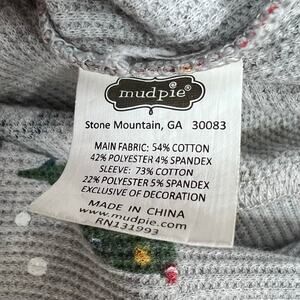 mudpie®
Stone Mountain, GA 30083
MAIN FABRIC: 54% COTTON
42% POLYESTER 4% SPANDEX
SLEEVE: 73% COTTON
22% POLYESTER 5% SPANDEX
EXCLUSIVE OF DECORATION
MADE IN CHINA
www.mudpie.com
RN131993